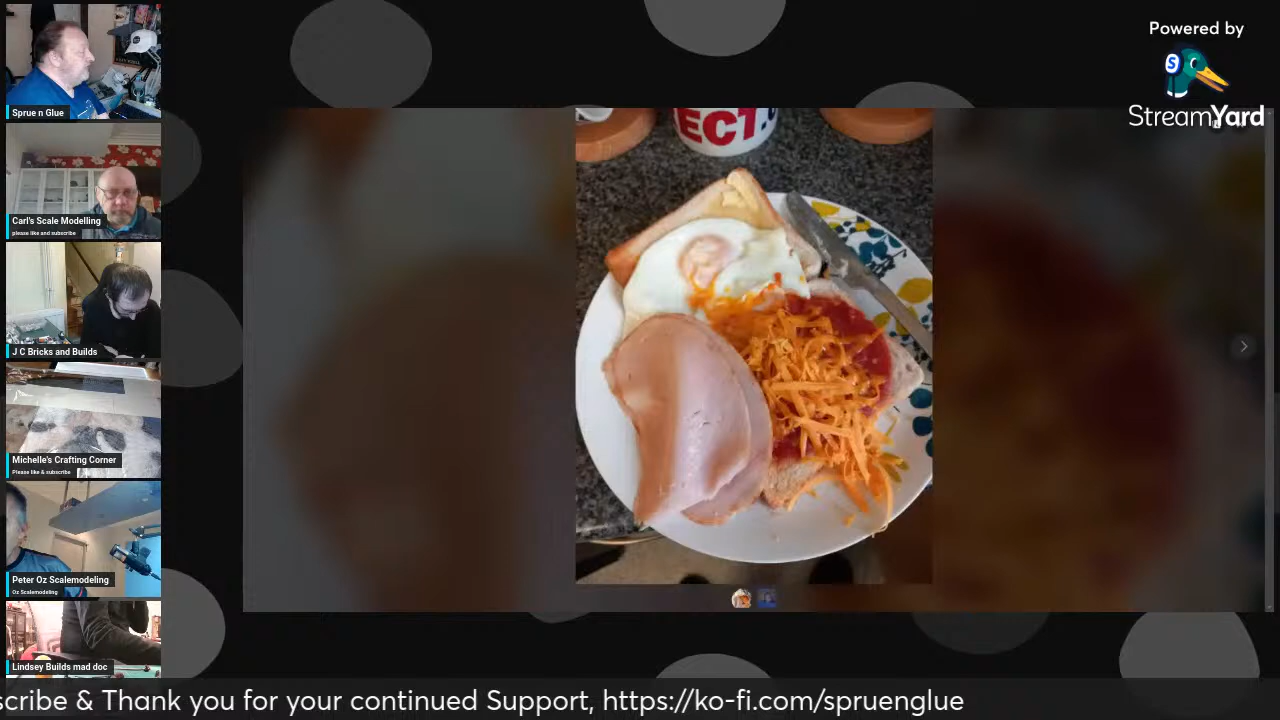 Powered by
S
StreamYard
ECT.
Sprue n Glue
Carl's Scale Modelling
please like and subscribe
J C Bricks and Builds
Michelle's Crafting Corner
Please like & subscribe
Peter Oz Scalemodeling
Oz Scalemodeling
Lindsey Builds mad doc
scribe & Thank you for your continued Support, https://ko-fi.com/spruenglue